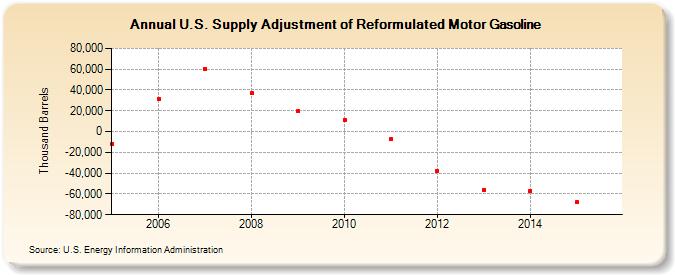 Annual U.S. Supply Adjustment of Reformulated Motor Gasoline
Thousand Barrels
80,000
60,000
40,000
20,000
0
-20,000
-40,000
-60,000
-80,000
2006 2008 2010 2012 2014
Source: U.S. Energy Information Administration